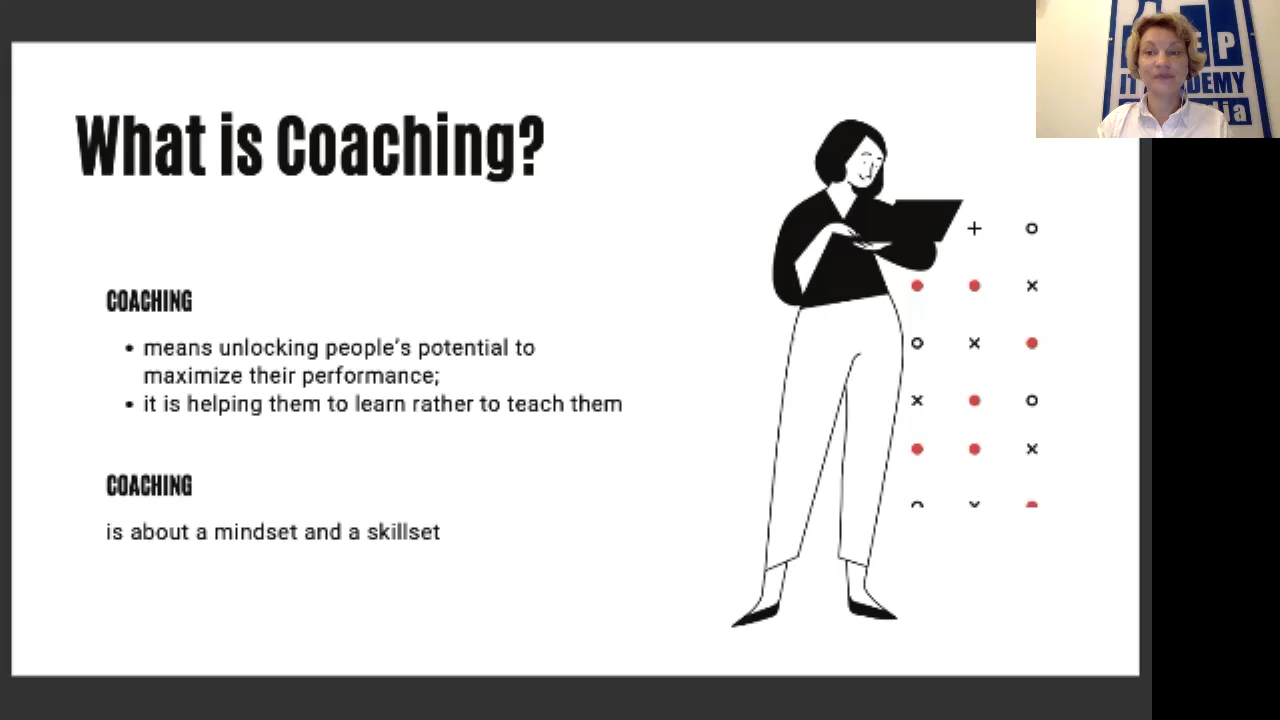 What is Coaching?
COACHING
• means unlocking people's potential to
maximize their performance;
• it is helping them to learn rather to teach them
COACHING
is about a mindset and a skillset